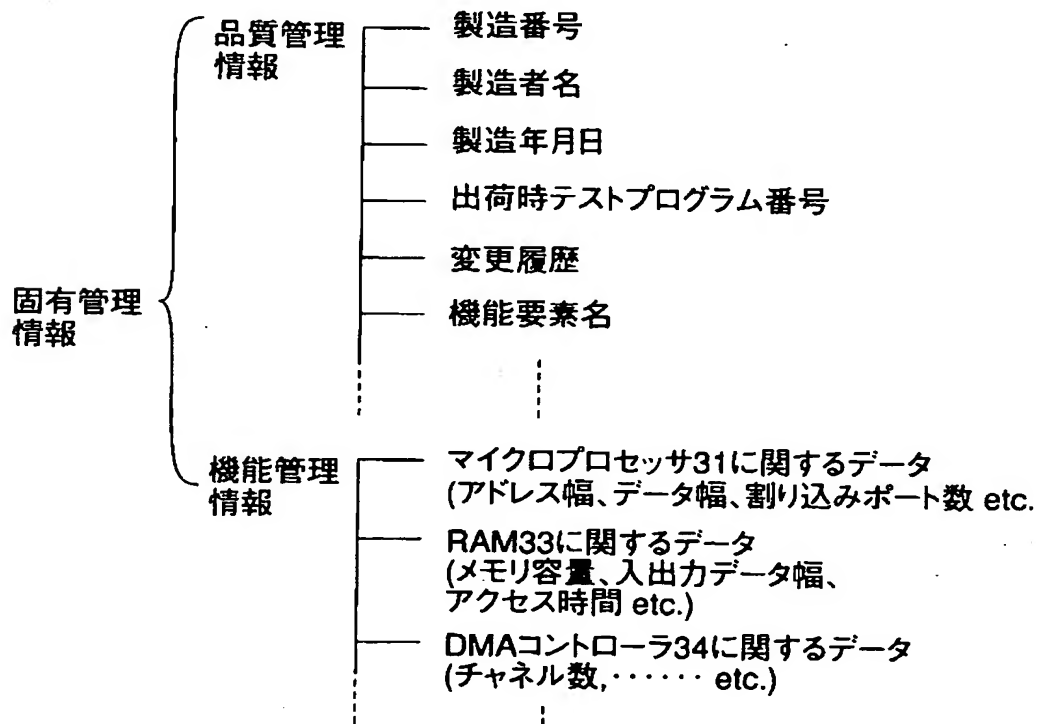 固有管理
情報
品質管理
情報
製造番号
製造者名
製造年月日
出荷時テストプログラム番号
変更履歴
機能要素名
機能管理
情報
マイクロプロセッサ31に関するデータ
(アドレス幅、データ幅、割り込みポート数 etc.
RAM33に関するデータ
(メモリ容量、入出力データ幅、
アクセス時間 etc.)
DMAコントローラ34に関するデータ
(チャネル数,‥‥‥ etc.)